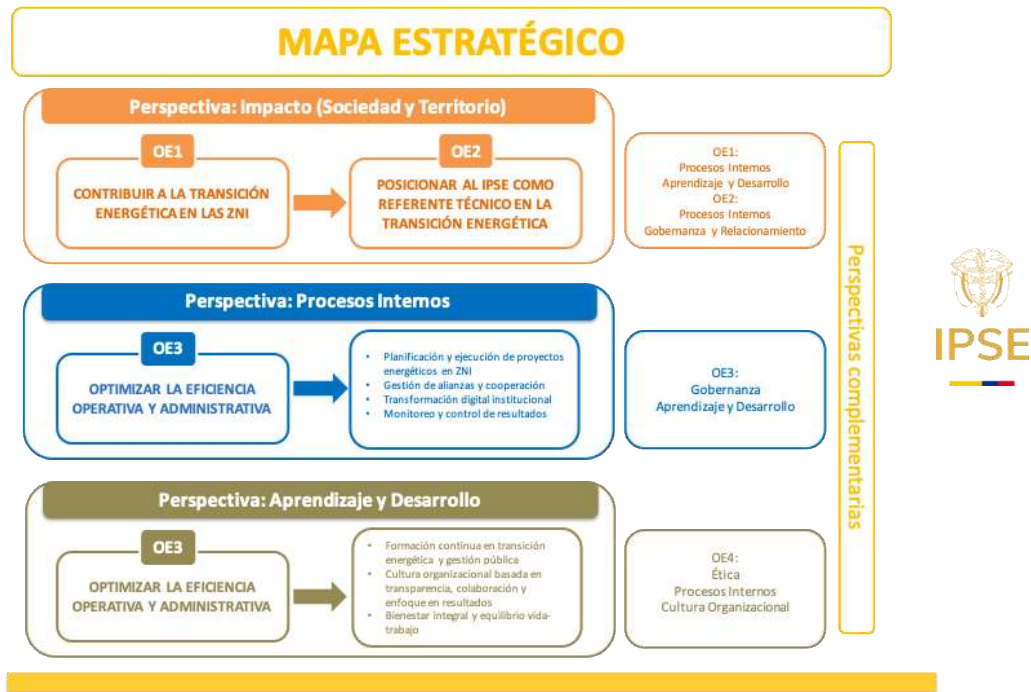 MAPA ESTRATÉGICO
Perspectiva: Impacto (Sociedad y Territorio)
OE1
CONTRIBUIR A LA TRANSICIÓN
ENERGÉTICA EN LAS ZNI
OE2
POSICIONAR AL IPSE COMO
REFERENTE TÉCNICO EN LA
TRANSICIÓN ENERGÉTICA
OE1:
Procesos Internos
Aprendizaje y Desarrollo
OE2:
Procesos Internos
Gobernanza y Relacionamiento
Perspectiva: Procesos Internos
OE3
OPTIMIZAR LA EFICIENCIA
OPERATIVA Y ADMINISTRATIVA
• Planificación y ejecución de proyectos
energéticos en ZNI
• Gestión de alianzas y cooperación
• Transformación digital institucional
• Monitoreo y control de resultados
OE3:
Gobernanza
Aprendizaje y Desarrollo
Perspectiva: Aprendizaje y Desarrollo
OE3
OPTIMIZAR LA EFICIENCIA
OPERATIVA Y ADMINISTRATIVA
• Formación continua en transición
energética y gestión pública
• Cultura organizacional basada en
transparencia, colaboración y
enfoque en resultados
• Bienestar integral y equilibrio vida-
trabajo
OE4:
Ética
Procesos Internos
Cultura Organizacional
Perspectivas complementarias
IPSE